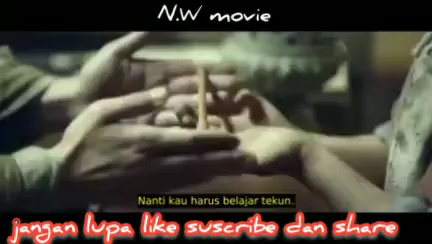 N.W movie
Nanti kau harus belajar tekun.
jangan lupa like suscribe dan share